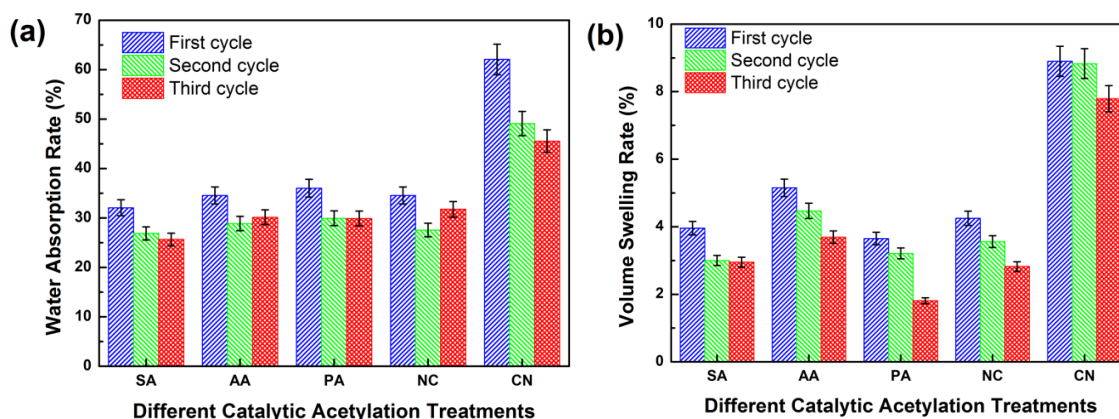 (a)
70
60
50
40
30
20
10
0
Water Absorption Rate (%)
First cycle
Second cycle
Third cycle
SA AA PA NC CN
Different Catalytic Acetylation Treatments
(b)
10
8
6
4
2
0
Volume Swelling Rate (%)
First cycle
Second cycle
Third cycle
SA AA PA NC CN
Different Catalytic Acetylation Treatments